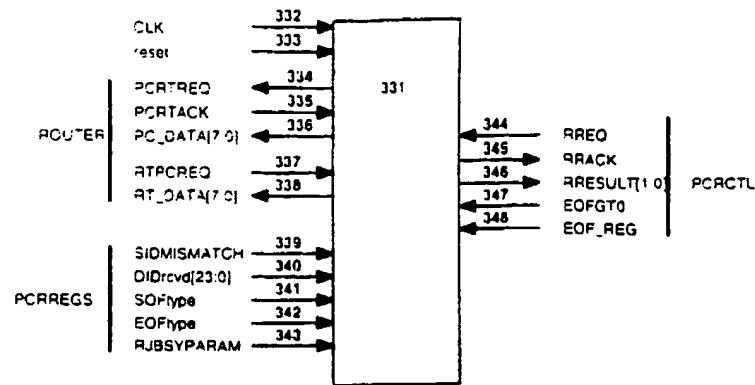 CLK 332
reset 333
PCRTREQ 334
PCRTACK 335
PC_DATA[7:0] 336
RTPCREQ 337
RT_DATA[7:0] 338
ROUTER
SIDMISMATCH 339
DIDrcvd[23:0] 340
SOFtype 341
EOFtype 342
RJBSYPARAM 343
PCRREGS
331
344 RREQ
345 RRACK
346 RRESULT[1:0]
347 EOFGT0
348 EOF_REG
PCRCTL